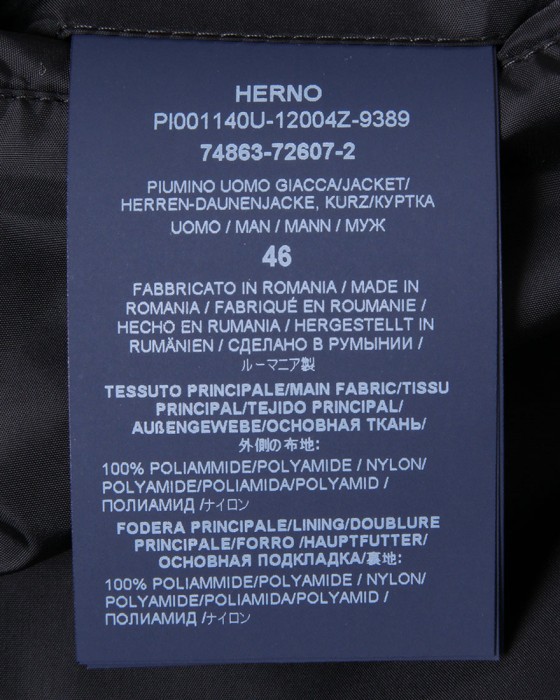 HERNO
PI001140U-12004Z-9389
74863-72607-2
PIUMINO UOMO GIACCA/JACKET/
HERREN-DAUNENJACKE, KURZ/КУРТКА
UOMO / MAN / MANN / МУЖ
46
FABBRICATO IN ROMANIA / MADE IN
ROMANIA / FABRIQUÉ EN ROUMANIE /
HECHO EN RUMANIA / HERGESTELLT IN
RUMÄNIEN / СДЕЛАНО В РУМЫНИИ /
ルーマニア製
TESSUTO PRINCIPALE/MAIN FABRIC/TISSU
PRINCIPAL/TEJIDO PRINCIPAL/
AUßENGEWEBE/ОСНОВНАЯ ТКАНЬ/
外側の布地:
100% POLIAMMIDE/POLYAMIDE / NYLON/
POLYAMIDE/POLIAMIDA/POLYAMID /
ПОЛИАМИД /ナイロン
FODERA PRINCIPALE/LINING/DOUBLURE
PRINCIPALE/FORRO /HAUPTFUTTER/
ОСНОВНАЯ ПОДКЛАДКА/裏地:
100% POLIAMMIDE/POLYAMIDE / NYLON/
POLYAMIDE/POLIAMIDA/POLYAMID /
ПОЛИАМИД /ナイロン